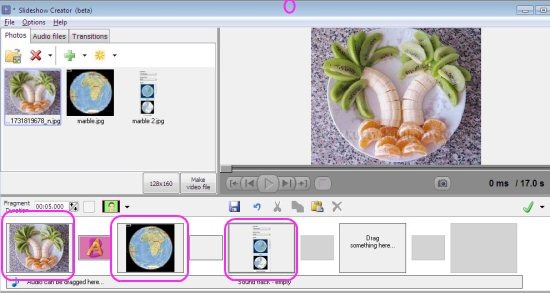 * Slideshow Creator (beta)
File Options Help
Photos Audio files Transitions
...1731819678_n.jpg marble.jpg marble 2.jpg
128x160 Make video file
0 ms / 17.0 s
Fragment Duration 00:05.000
A
Drag something here...
Audio can be dragged here... Sound track - empty